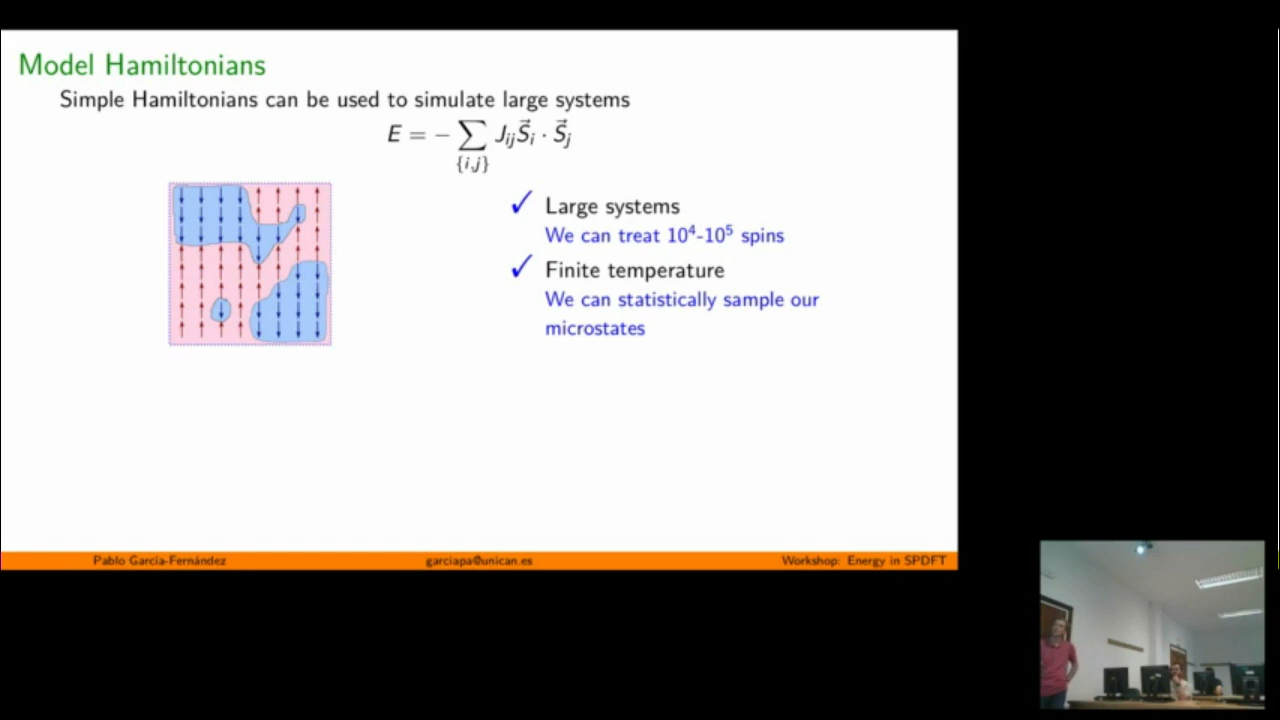 Model Hamiltonians
Simple Hamiltonians can be used to simulate large systems
E = − ∑ J_{ij} S⃗_i · S⃗_j
{i,j}
✓ Large systems
We can treat 10⁴-10⁵ spins
✓ Finite temperature
We can statistically sample our
microstates
Pablo García-Fernández garciapa@unican.es Workshop: Energy in SPDFT